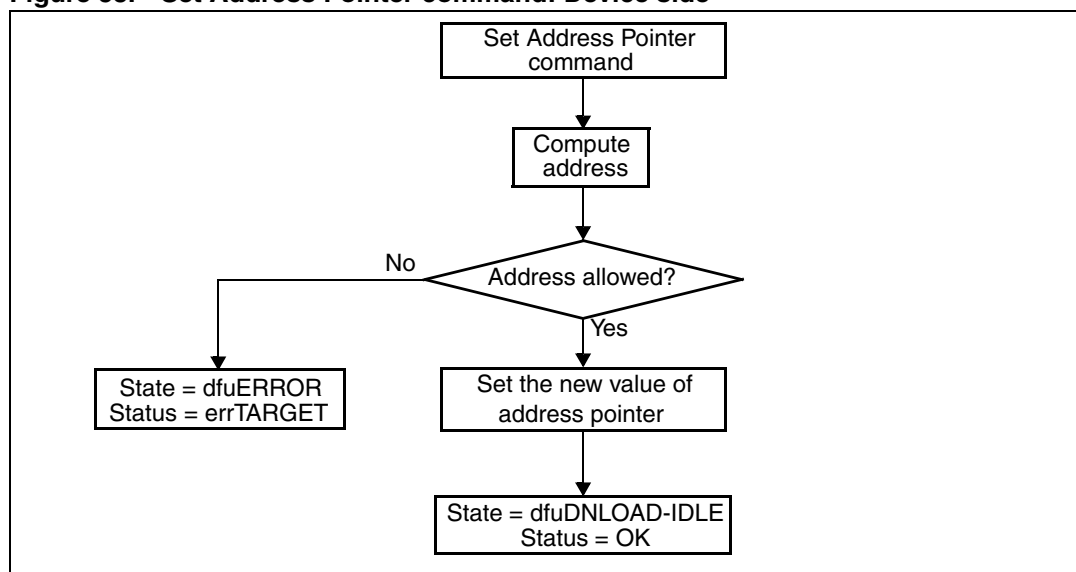 Set Address Pointer
command
Compute
address
Address allowed?
No
Yes
State = dfuERROR
Status = errTARGET
Set the new value of
address pointer
State = dfuDNLOAD-IDLE
Status = OK